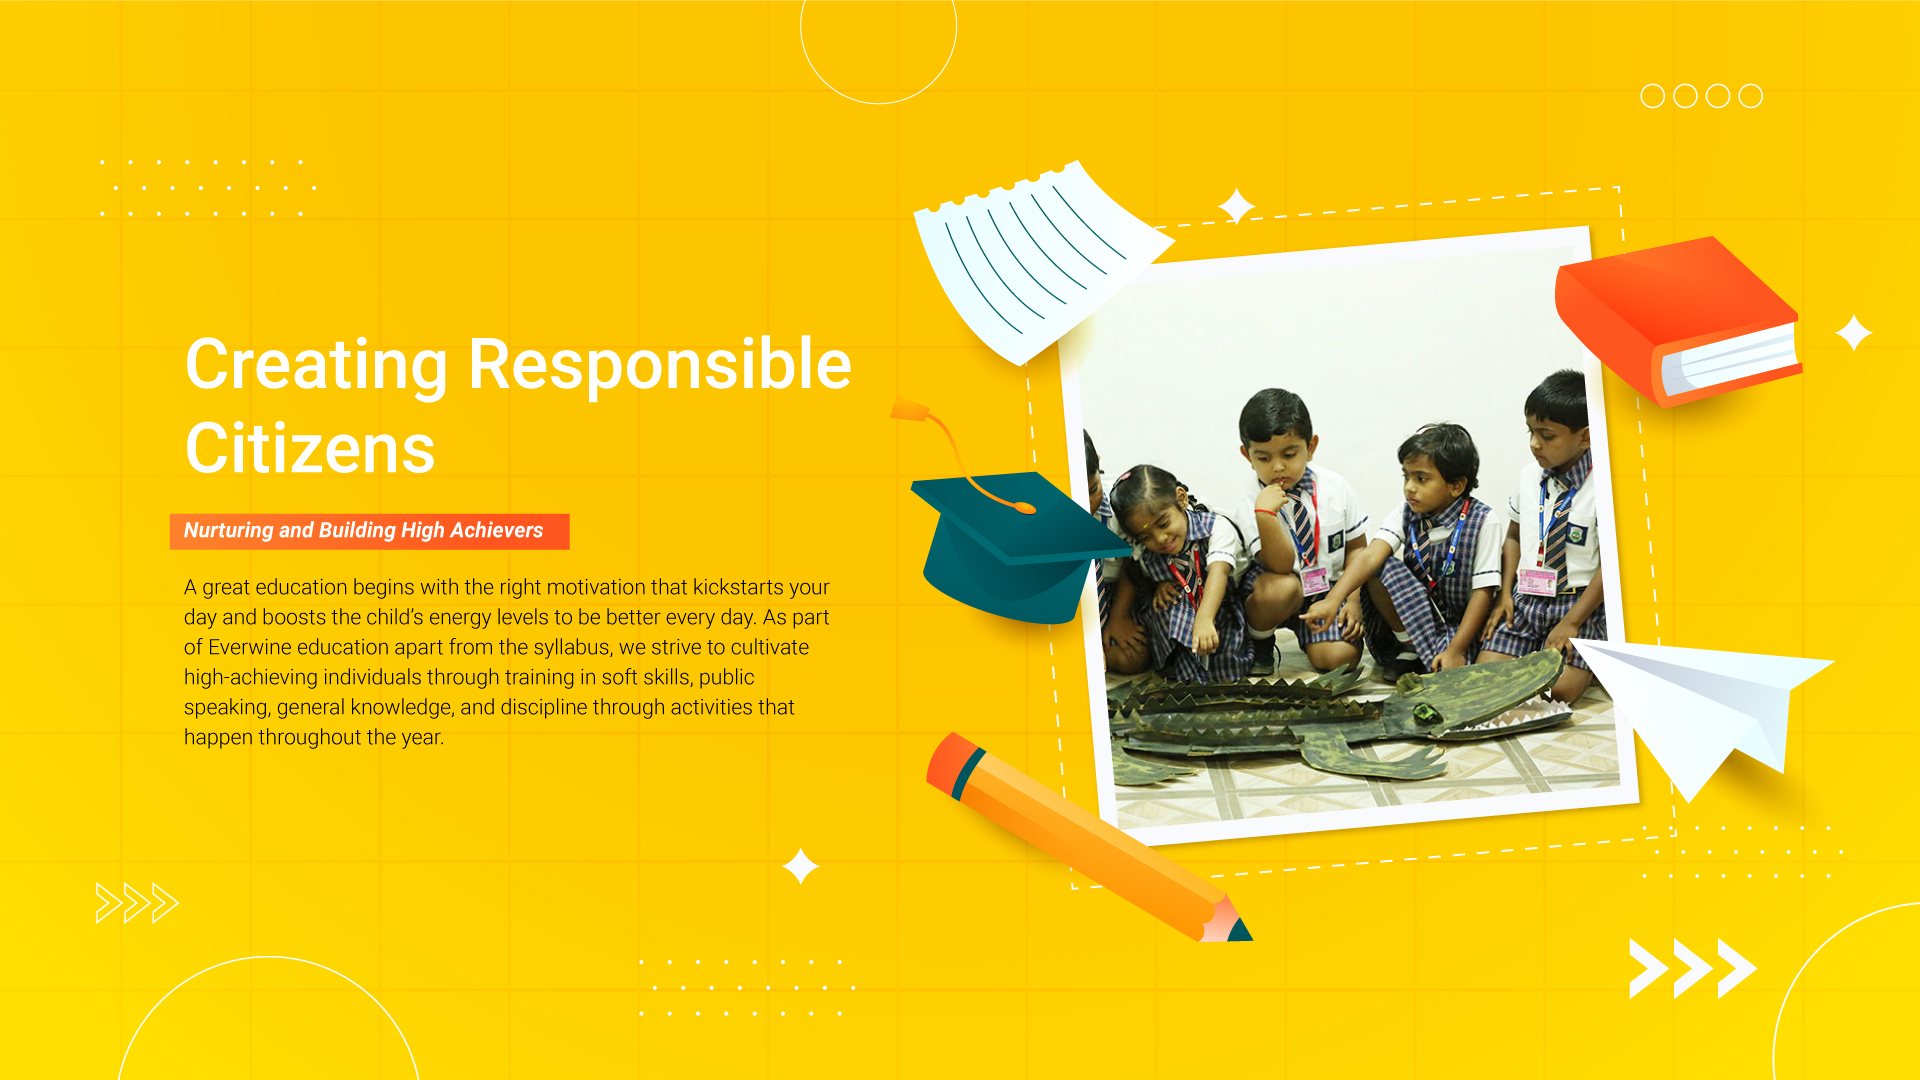 Creating Responsible
Citizens
Nurturing and Building High Achievers
A great education begins with the right motivation that kickstarts your
day and boosts the child’s energy levels to be better every day. As part
of Everwine education apart from the syllabus, we strive to cultivate
high-achieving individuals through training in soft skills, public
speaking, general knowledge, and discipline through activities that
happen throughout the year.